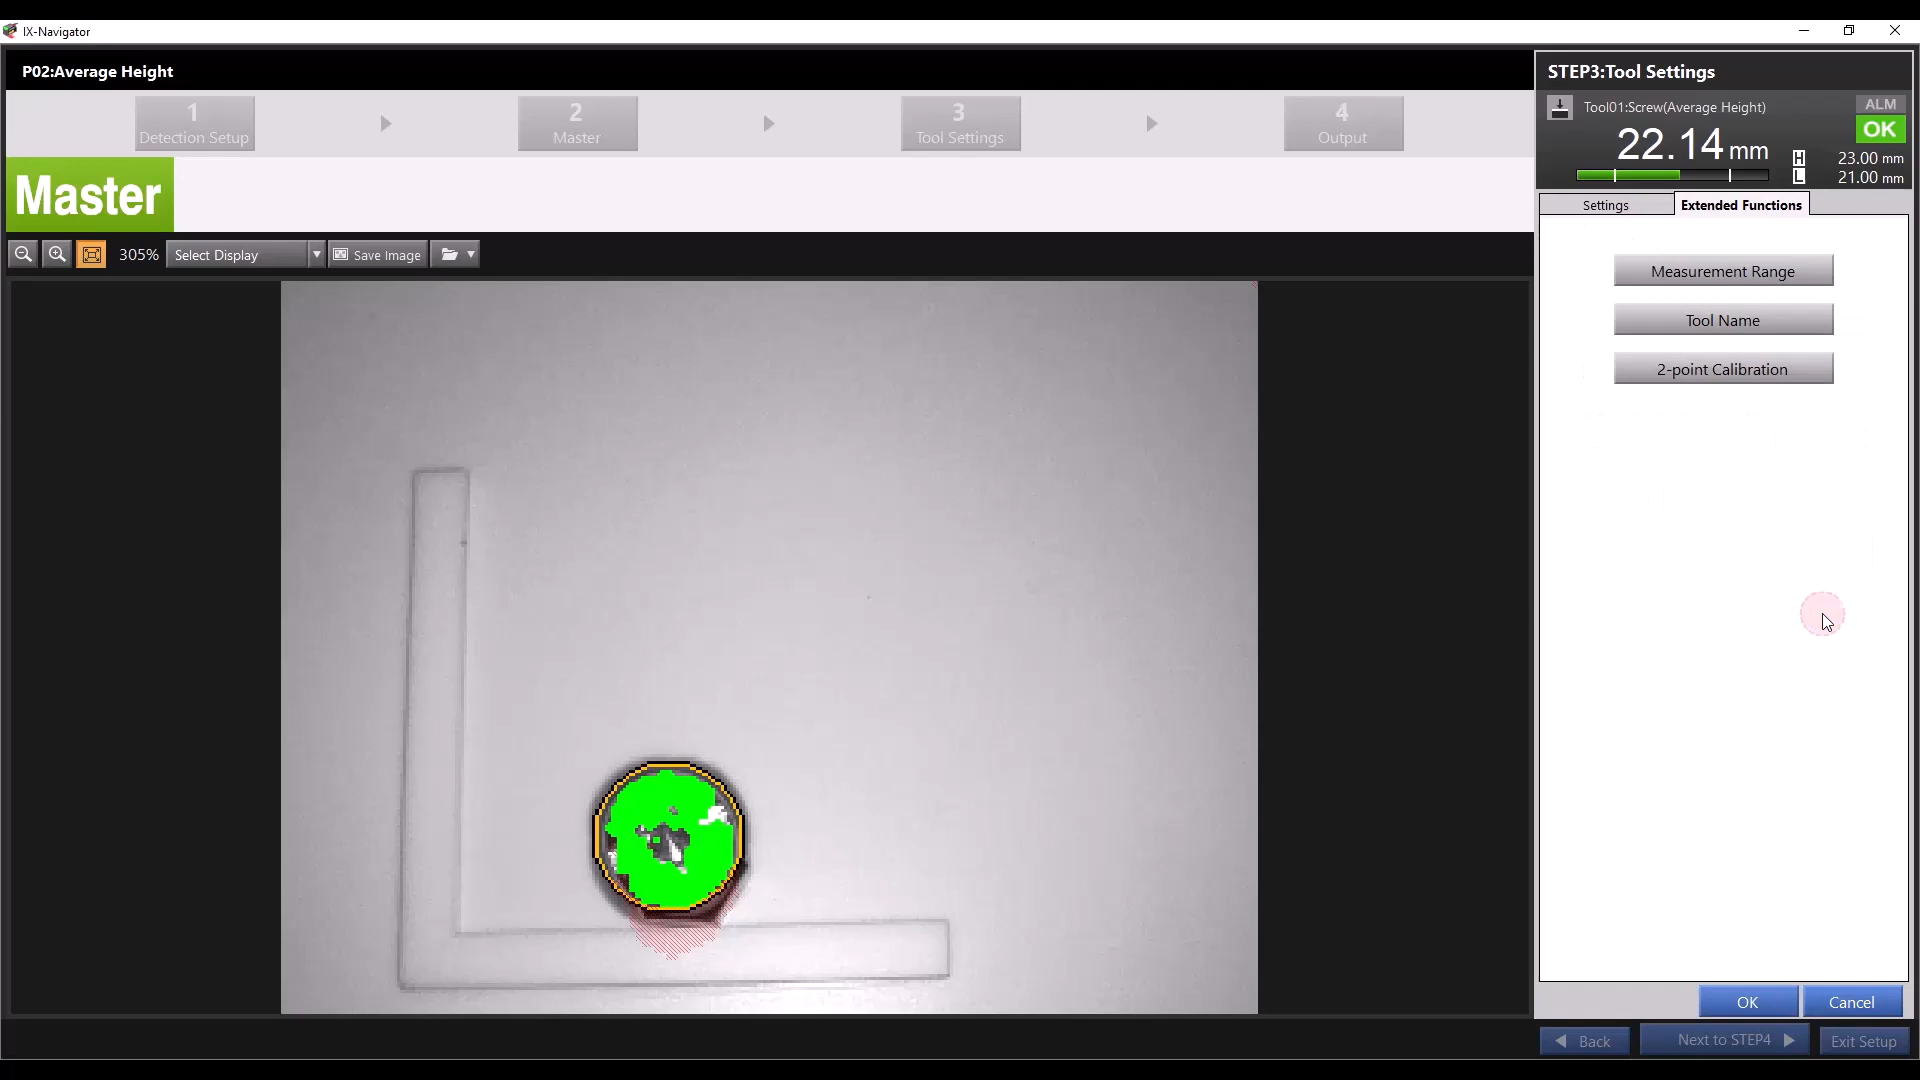 IX-Navigator
P02:Average Height
1
Detection Setup
2
Master
3
Tool Settings
4
Output
Master
305%
Select Display
Save Image
STEP3:Tool Settings
Tool01:Screw(Average Height)
ALM
22.14 mm
OK
H 23.00 mm
L 21.00 mm
Settings
Extended Functions
Measurement Range
Tool Name
2-point Calibration
OK
Cancel
Back
Next to STEP4
Exit Setup